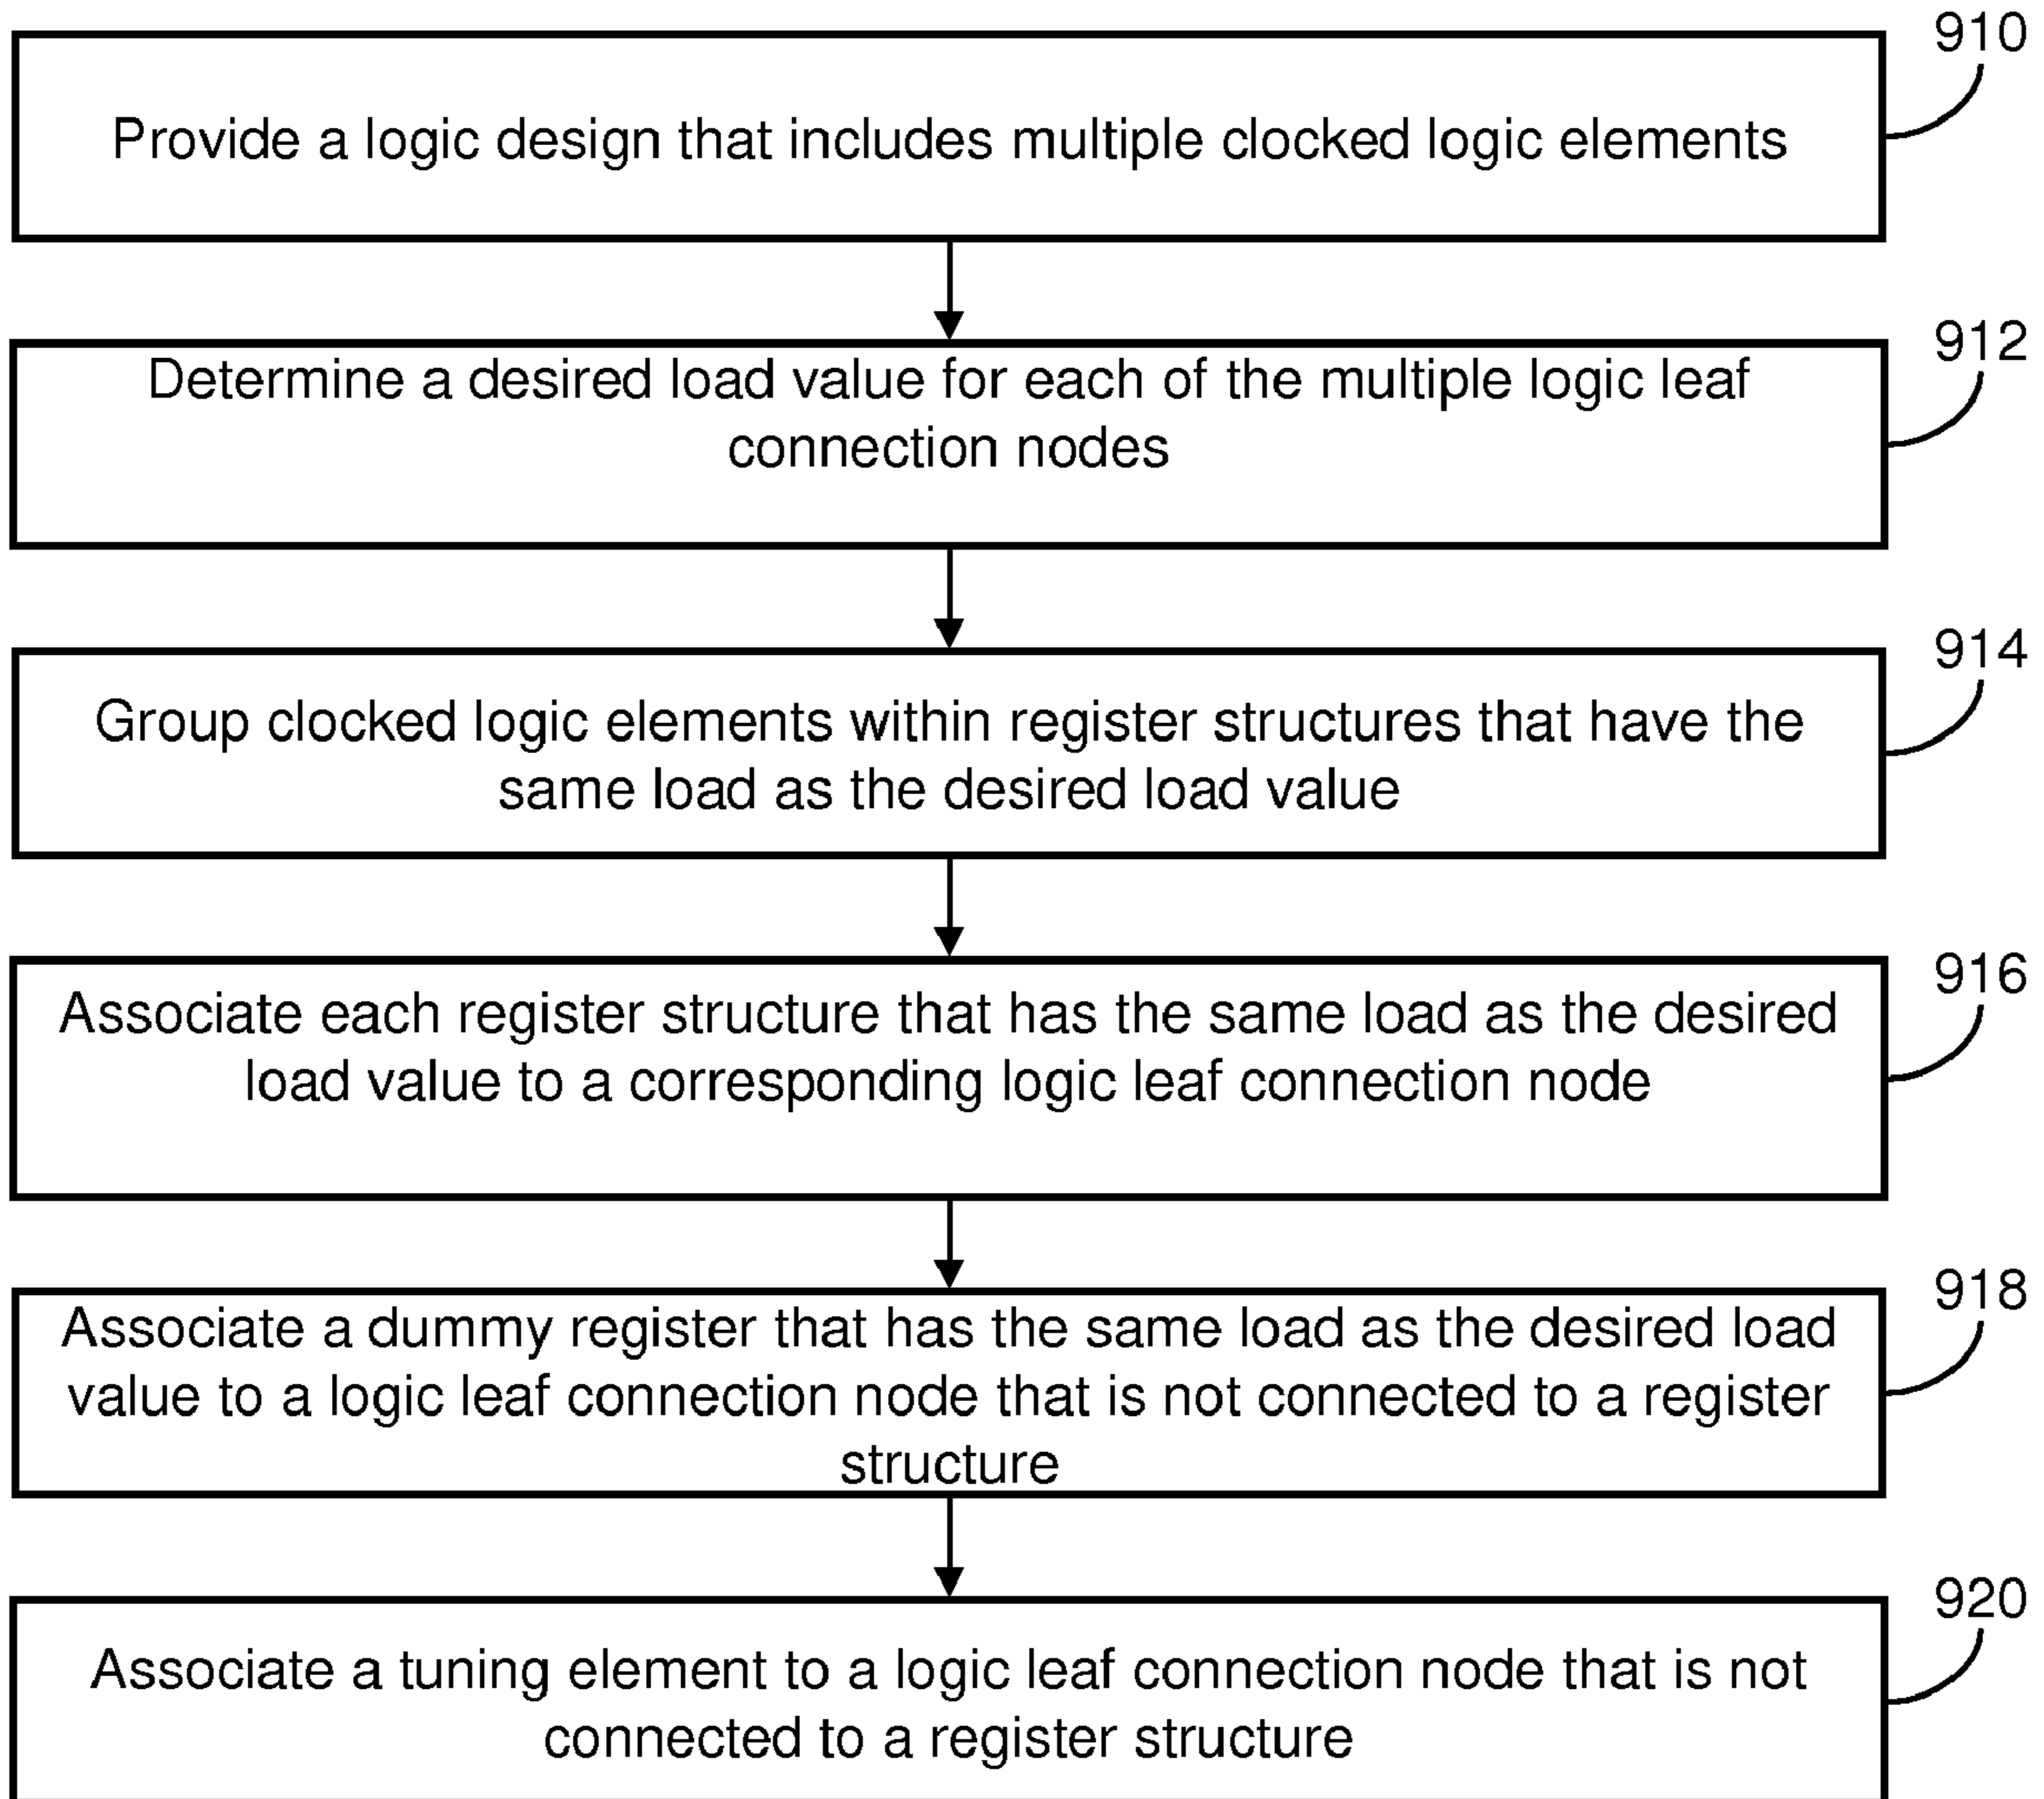 910
Provide a logic design that includes multiple clocked logic elements
912
Determine a desired load value for each of the multiple logic leaf
connection nodes
914
Group clocked logic elements within register structures that have the
same load as the desired load value
916
Associate each register structure that has the same load as the desired
load value to a corresponding logic leaf connection node
918
Associate a dummy register that has the same load as the desired load
value to a logic leaf connection node that is not connected to a register
structure
920
Associate a tuning element to a logic leaf connection node that is not
connected to a register structure